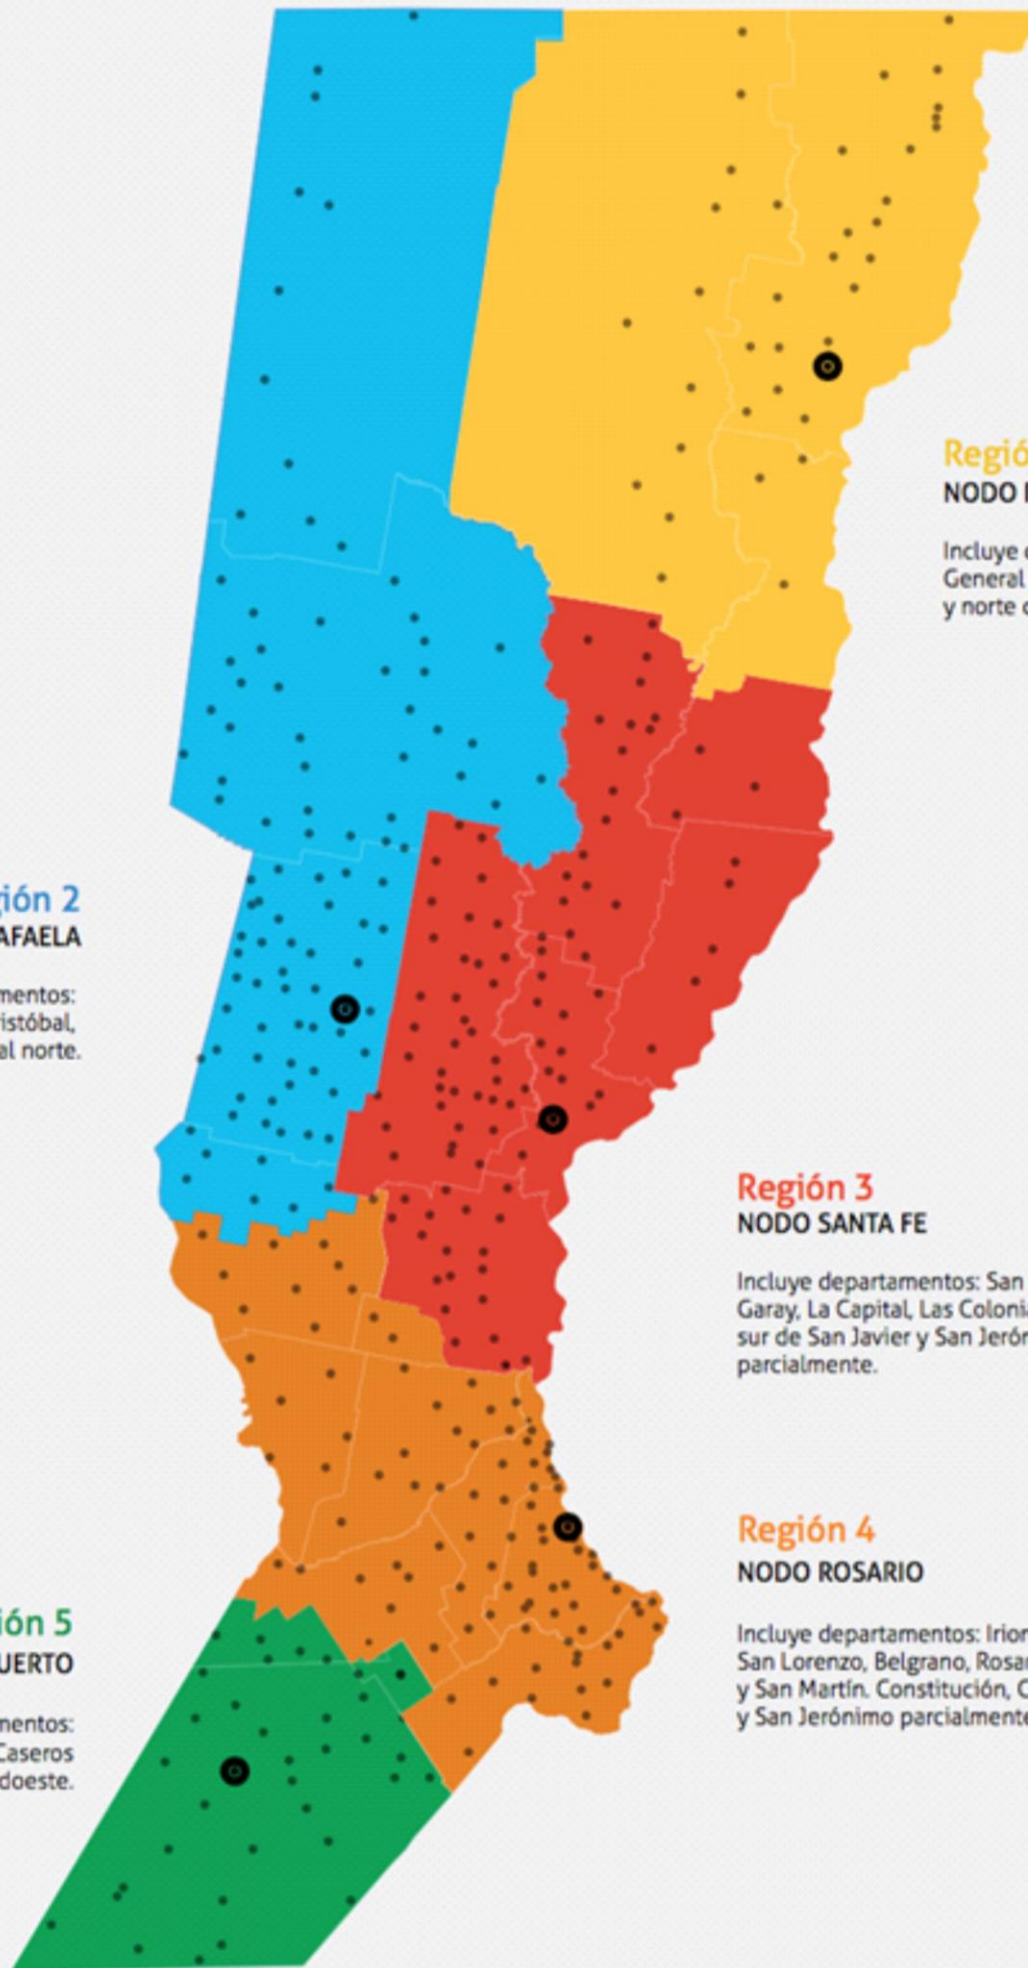 Regió
NODO
Incluye
General
y norte
ión 2
AFAELA
mentos:
istóbal,
al norte.
Región 3
NODO SANTA FE
Incluye departamentos: San
Garay, La Capital, Las Coloni
sur de San Javier y San Jerór
parcialmente.
Región 4
NODO ROSARIO
Incluye departamentos: Irior
San Lorenzo, Belgrano, Rosa
y San Martín. Constitución, C
y San Jerónimo parcialmente
ión 5
UERTO
mentos:
Caseros
doeste.